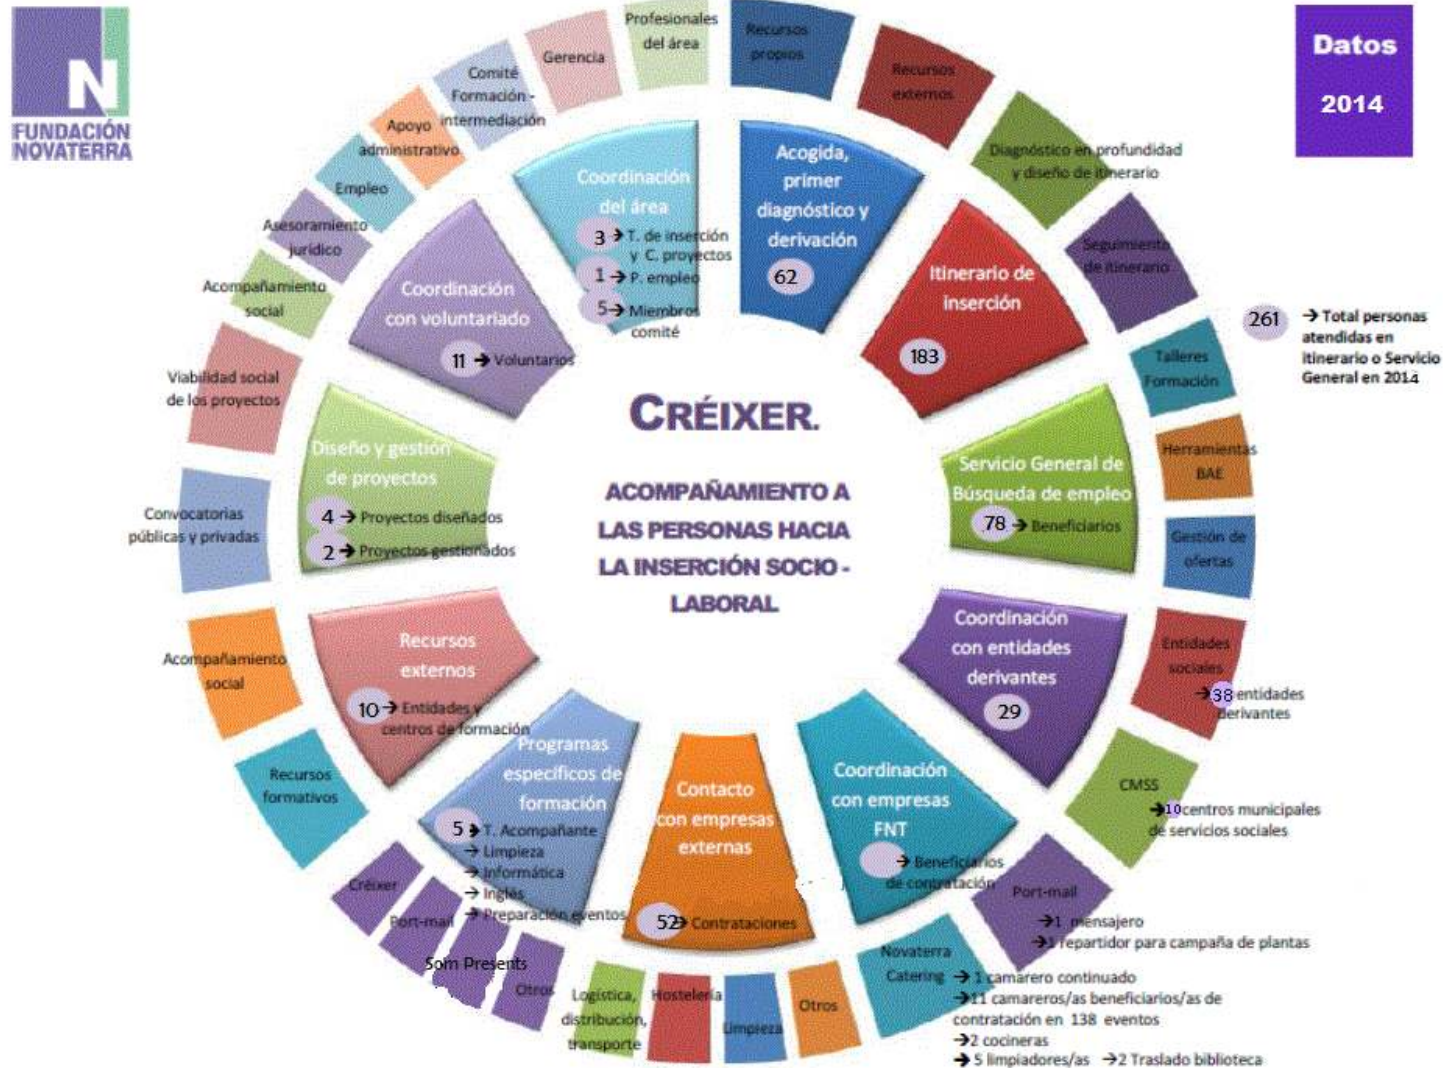 FUNDACIÓN
NOVATERRA
Datos
2014
CRÉIXER.
ACOMPAÑAMIENTO A
LAS PERSONAS HACIA
LA INSERCIÓN SOCIO -
LABORAL
Acogida,
primer
diagnóstico y
derivación
62
Recursos
propios
Recursos
externos
Itinerario de
inserción
183
Diagnóstico en profundidad
y diseño de itinerario
Seguimiento
de itinerario
261 → Total personas
atendidas en
itinerario o Servicio
General en 2014
Servicio General de
Búsqueda de empleo
78 → Beneficiarios
Talleres
Formación
Herramientas
BAE
Gestión de
ofertas
Coordinación
con entidades
derivantes
29
Entidades
sociales
→38 entidades
derivantes
CMSS
→10 centros municipales
de servicios sociales
Coordinación
con empresas
FNT
→ Beneficiarios
de contratación
Port-mail
→1 mensajero
→1 repartidor para campaña de plantas
Novaterra
Catering
→ 1 camarero continuado
→11 camareros/as beneficiarios/as de
contratación en 138 eventos
→2 cocineras
→ 5 limpiadores/as →2 Traslado biblioteca
Contacto
con empresas
externas
52→ Contrataciones
Otros
Limpieza
Hostelería
Logística,
distribución,
transporte
Programas
específicos de
formación
5 → T. Acompañante
→ Limpieza
→ Informática
→ Inglés
→ Preparación eventos
Otros
Som Presents
Port-mail
Créixer
Recursos
externos
10 → Entidades y
centros de formación
Recursos
formativos
Acompañamiento
social
Diseño y gestión
de proyectos
4 → Proyectos diseñados
2 → Proyectos gestionados
Convocatorias
públicas y privadas
Viabilidad social
de los proyectos
Coordinación
con voluntariado
11 → Voluntarios
Acompañamiento
social
Asesoramiento
jurídico
Empleo
Apoyo
administrativo
Coordinación
del área
3 → T. de inserción
y C. proyectos
1 → P. empleo
5 → Miembros
comité
Comité
Formación -
intermediación
Gerencia
Profesionales
del área